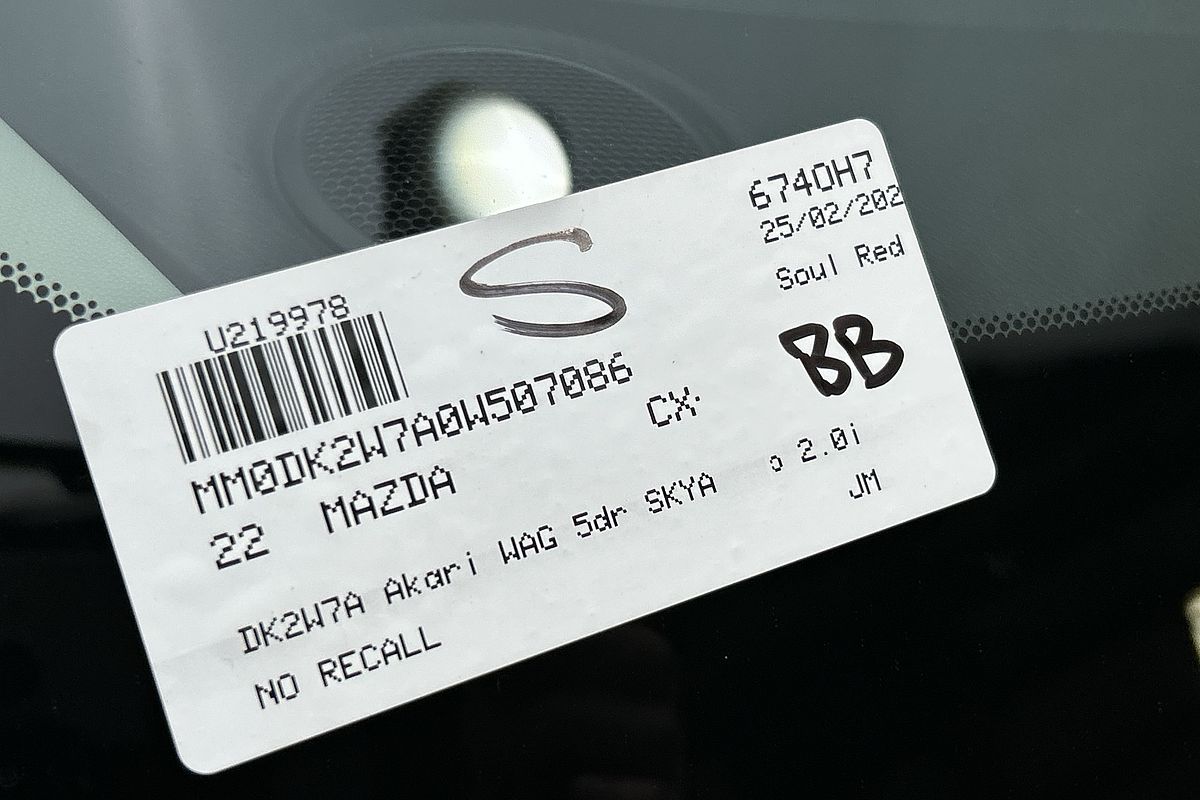 S
6740H7
25/02/202
Soul Red
U219978
BB
MM0DK2W7A0W507086
22 MAZDA CX-
DK2W7A Akari WAG 5dr SKYA o 2.0i
NO RECALL JM